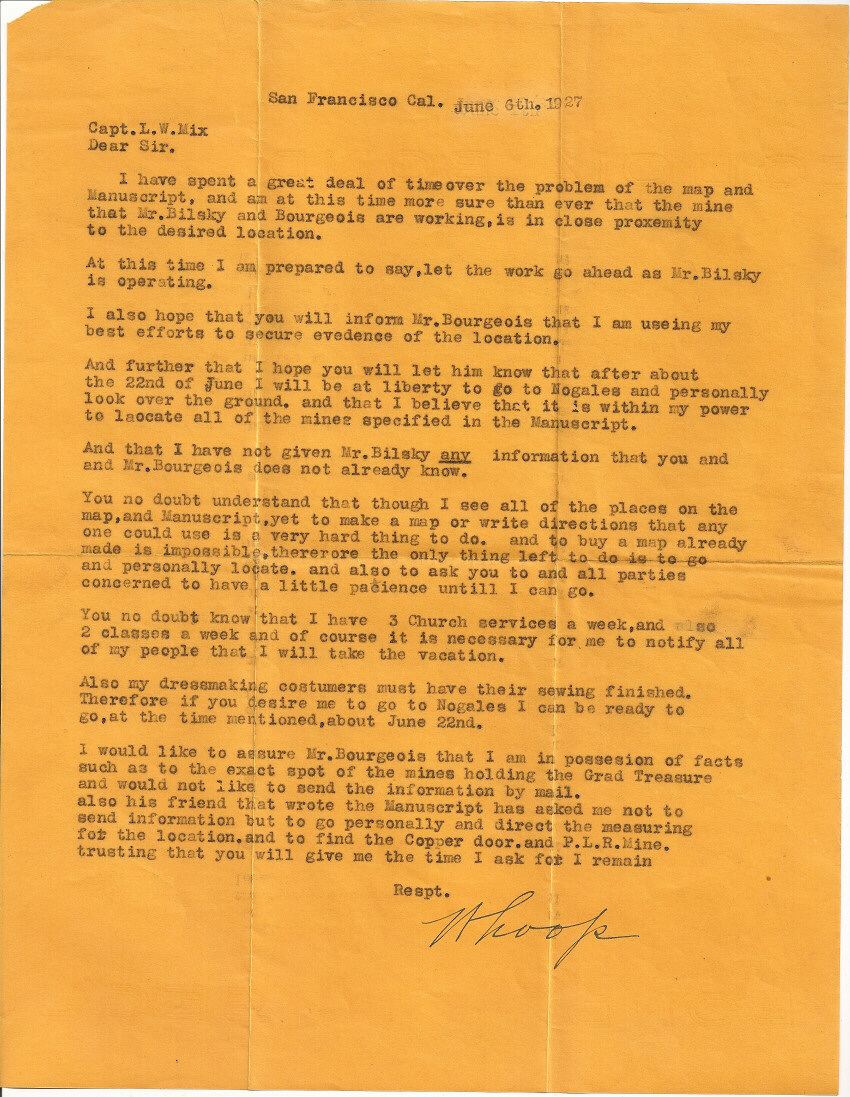 San Francisco Cal. June 6th. 1927
Capt.L.W.Mix
Dear Sir.
I have spent a great deal of timeover the problem of the map and
Manuscript, and am at this time more sure than ever that the mine
that Mr.Bilsky and Bourgeois are working,is in close proxemity
to the desired location.
At this time I am prepared to say,let the work go ahead as Mr.Bilsky
is operating.
I also hope that you will inform Mr.Bourgeois that I am useing my
best efforts to secure evedence of the location.
And further that I hope you will let him know that after about
the 22nd of June I will be at liberty to go to Nogales and personally
look over the ground. and that I believe that it is within my power
to laocate all of the mines specified in the Manuscript.
And that I have not given Mr.Bilsky any information that you and
and Mr.Bourgeois does not already know.
You no doubt understand that though I see all of the places on the
map,and Manuscript,yet to make a map or write directions that any
one could use is a very hard thing to do. and to buy a map already
made is impossible,thererore the only thing left to do is to go
and personally locate. and also to ask you to and all parties
concerned to have a little pacience untill I can go.
You no doubt know that I have 3 Church services a week,and also
2 classes a week and of course it is necessary for me to notify all
of my people that I will take the vacation.
Also my dressmaking costumers must have their sewing finished.
Therefore if you desire me to go to Nogales I can be ready to
go,at the time mentioned,about June 22nd.
I would like to assure Mr.Bourgeois that I am in possesion of facts
such as to the exact spot of the mines holding the Grad Treasure
and would not like to send the information by mail.
also his friend that wrote the Manuscript has asked me not to
send information but to go personally and direct the measuring
for the location.and to find the Copper door.and P.L.R.Mine.
trusting that you will give me the time I ask for I remain
Respt.